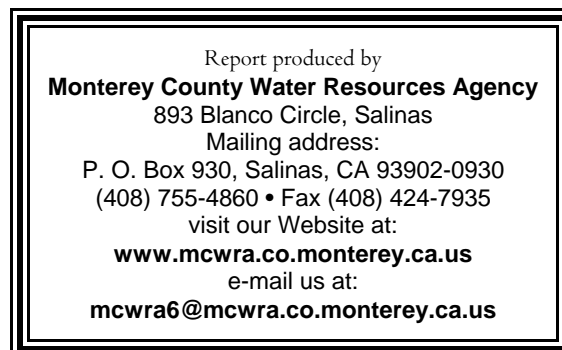 Report produced by
Monterey County Water Resources Agency
893 Blanco Circle, Salinas
Mailing address:
P. O. Box 930, Salinas, CA 93902-0930
(408) 755-4860 • Fax (408) 424-7935
visit our Website at:
www.mcwra.co.monterey.ca.us
e-mail us at:
mcwra6@mcwra.co.monterey.ca.us